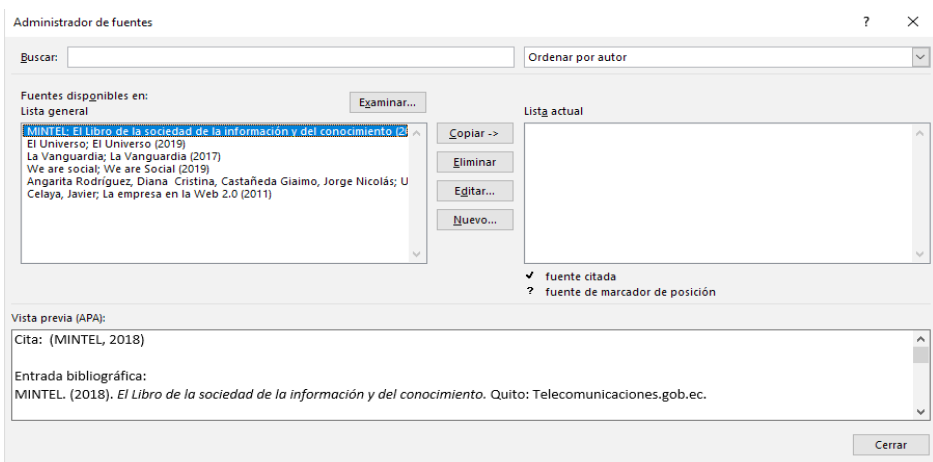 Administrador de fuentes ?
Buscar: Ordenar por autor
Fuentes disponibles en:
Lista general
Examinar...
Lista actual
MINTEL; El Libro de la sociedad de la información y del conocimiento (20
El Universo; El Universo (2019)
La Vanguardia; La Vanguardia (2017)
We are social; We are Social (2019)
Angarita Rodríguez, Diana Cristina, Castañeda Giaimo, Jorge Nicolás; U
Celaya, Javier; La empresa en la Web 2.0 (2011)
Copiar ->
Eliminar
Editar...
Nuevo...
✓ fuente citada
? fuente de marcador de posición
Vista previa (APA):
Cita: (MINTEL, 2018)
Entrada bibliográfica:
MINTEL. (2018). El Libro de la sociedad de la información y del conocimiento. Quito: Telecomunicaciones.gob.ec.
Cerrar